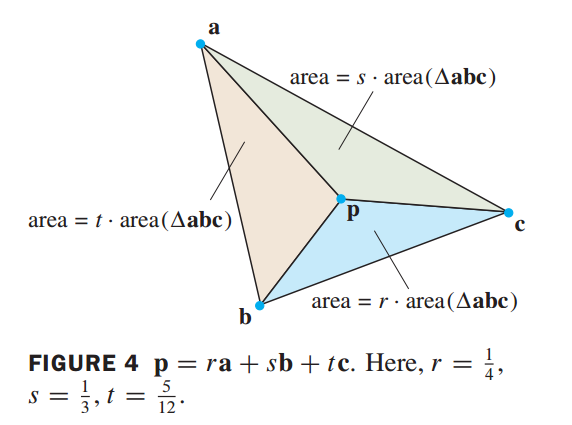 a
area = s · area(Δabc)
area = t · area(Δabc)
p
c
area = r · area(Δabc)
b
FIGURE 4 p = ra + sb + tc. Here, r = 1/4,
s = 1/3, t = 5/12.